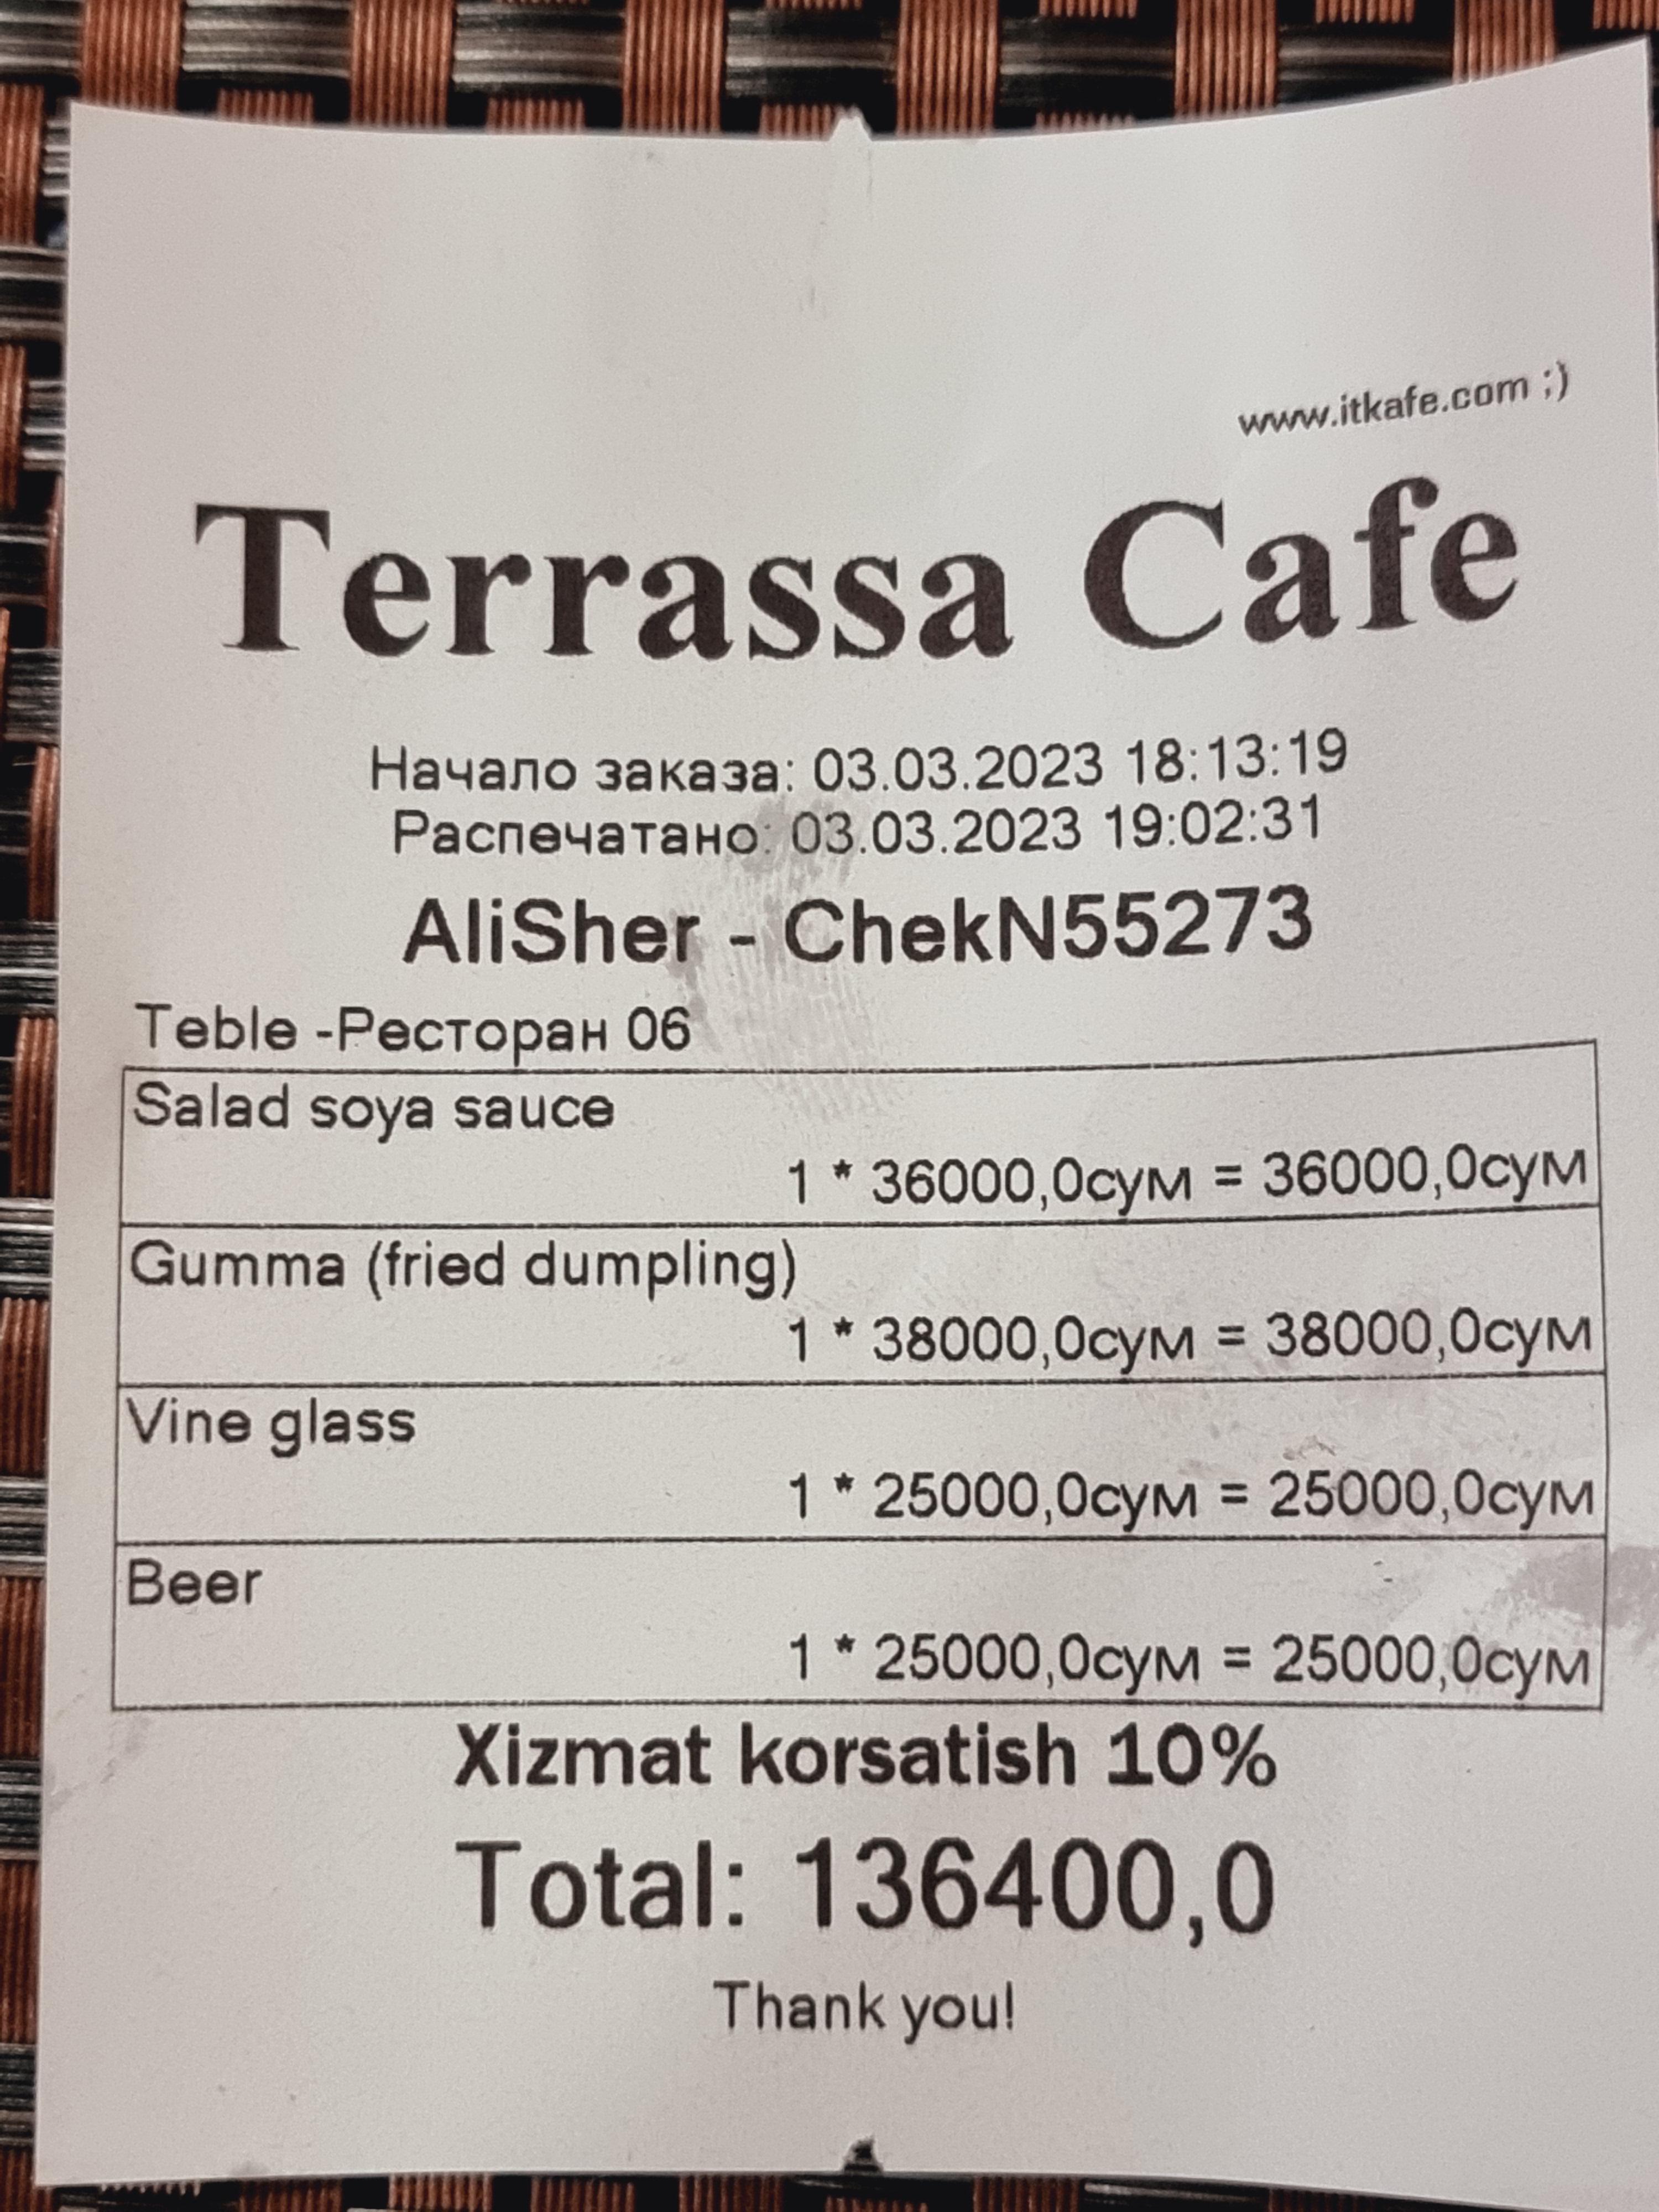 www.itkafe.com ;)
Terrassa Cafe
Начало заказа: 03.03.2023 18:13:19
Распечатано: 03.03.2023 19:02:31
AliSher - ChekN55273
Teble -Ресторан 06
Salad soya sauce
1 * 36000,0сум = 36000,0сум
Gumma (fried dumpling)
1 * 38000,0сум = 38000,0сум
Vine glass
1 * 25000,0сум = 25000,0сум
Beer
1 * 25000,0сум = 25000,0сум
Xizmat korsatish 10%
Total: 136400,0
Thank you!